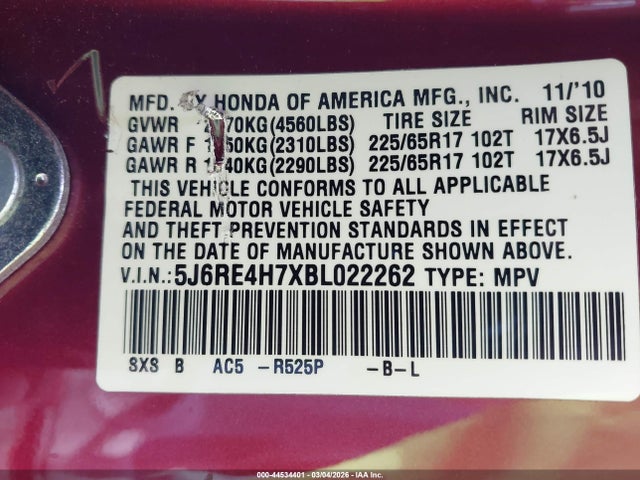 MFD. BY HONDA OF AMERICA MFG., INC. 11/'10
GVWR 70KG(4560LBS) TIRE SIZE RIM SIZE
GAWR F 50KG(2310LBS) 225/65R17 102T 17X6.5J
GAWR R 40KG(2290LBS) 225/65R17 102T 17X6.5J
THIS VEHICLE CONFORMS TO ALL APPLICABLE
FEDERAL MOTOR VEHICLE SAFETY
AND THEFT PREVENTION STANDARDS IN EFFECT
ON THE DATE OF MANUFACTURE SHOWN ABOVE.
V.I.N.: 5J6RE4H7XBL022262 TYPE: MPV
SXS B AC5 -R525P -B-L
000-44534401 - 03/04/2026 - IAA Inc.